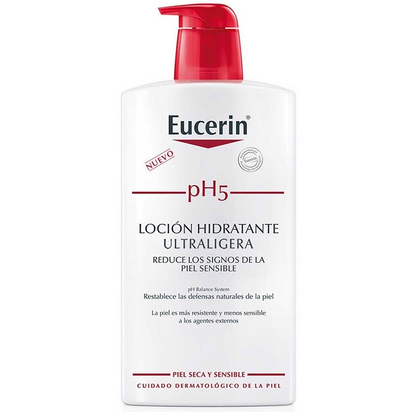 Eucerin®
NUEVO
pH5
LOCIÓN HIDRATANTE
ULTRALIGERA
REDUCE LOS SIGNOS DE LA
PIEL SENSIBLE
pH Balance System
Restablece las defensas naturales de la piel
La piel es más resistente y menos sensible
a los agentes externos
PIEL SECA Y SENSIBLE
CUIDADO DERMATOLÓGICO DE LA PIEL